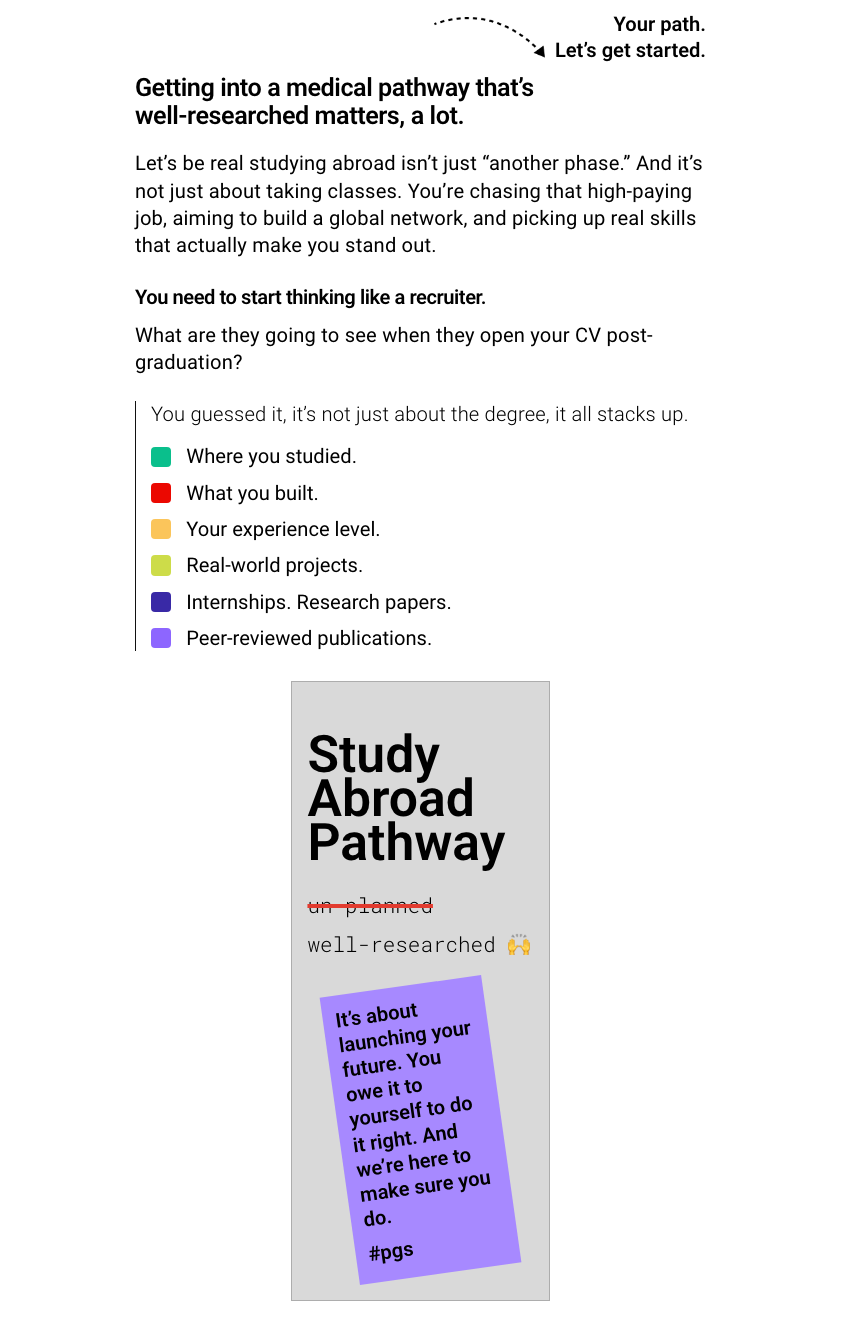 Your path.
Let’s get started.
Getting into a medical pathway that’s
well-researched matters, a lot.
Let’s be real studying abroad isn’t just “another phase.” And it’s
not just about taking classes. You’re chasing that high-paying
job, aiming to build a global network, and picking up real skills
that actually make you stand out.
You need to start thinking like a recruiter.
What are they going to see when they open your CV post-
graduation?
You guessed it, it’s not just about the degree, it all stacks up.
Where you studied.
What you built.
Your experience level.
Real-world projects.
Internships. Research papers.
Peer-reviewed publications.
Study
Abroad
Pathway
un-planned
well-researched 🙌
It’s about
launching your
future. You
owe it to
yourself to do
it right. And
we’re here to
make sure you
do.
#pgs